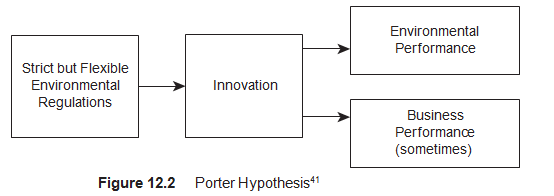 Strict but Flexible
Environmental
Regulations
Innovation
Environmental
Performance
Business
Performance
(sometimes)
Figure 12.2 Porter Hypothesis41